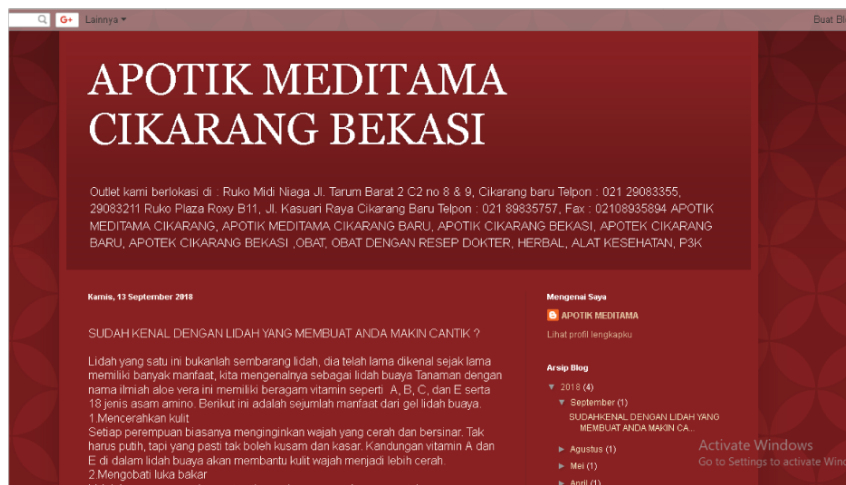 G+ Lainnya
Buat Bl
APOTIK MEDITAMA
CIKARANG BEKASI
Outlet kami berlokasi di : Ruko Midi Niaga Jl. Tarum Barat 2 C2 no 8 & 9, Cikarang baru Telpon : 021 29083355,
29083211 Ruko Plaza Roxy B11, Jl. Kasuari Raya Cikarang Baru Telpon : 021 89835757, Fax : 02108935894 APOTIK
MEDITAMA CIKARANG, APOTIK MEDITAMA CIKARANG BARU, APOTIK CIKARANG BEKASI, APOTEK CIKARANG
BARU, APOTEK CIKARANG BEKASI ,OBAT, OBAT DENGAN RESEP DOKTER, HERBAL, ALAT KESEHATAN, P3K
Kamis, 13 September 2018
SUDAH KENAL DENGAN LIDAH YANG MEMBUAT ANDA MAKIN CANTIK ?
Lidah yang satu ini bukanlah sembarang lidah, dia telah lama dikenal sejak lama
memiliki banyak manfaat, kita mengenalnya sebagai lidah buaya Tanaman dengan
nama ilmiah aloe vera ini memiliki beragam vitamin seperti A, B, C, dan E serta
18 jenis asam amino. Berikut ini adalah sejumlah manfaat dari gel lidah buaya.
1.Mencerahkan kulit
Setiap perempuan biasanya menginginkan wajah yang cerah dan bersinar. Tak
harus putih, tapi yang pasti tak boleh kusam dan kasar. Kandungan vitamin A dan
E di dalam lidah buaya akan membantu kulit wajah menjadi lebih cerah.
2.Mengobati luka bakar
Mengenai Saya
APOTIK MEDITAMA
Lihat profil lengkapku
Arsip Blog
▼ 2018 (4)
▼ September (1)
SUDAHKENAL DENGAN LIDAH YANG
MEMBUAT ANDA MAKIN CA...
► Agustus (1)
► Mei (1)
► April (1)
Activate Windows
Go to Settings to activate Wind